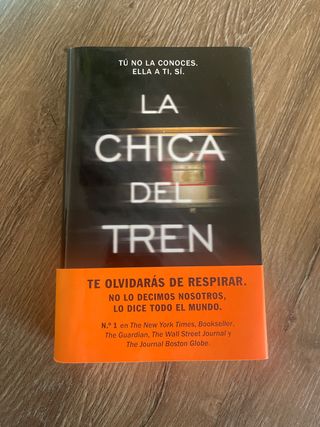 TÚ NO LA CONOCES.
ELLA A TI, SÍ.
LA
CHICA
DEL
TREN
TE OLVIDARÁS DE RESPIRAR.
NO LO DECIMOS NOSOTROS,
LO DICE TODO EL MUNDO.
N.º 1 en The New York Times, Bookseller,
The Guardian, The Wall Street Journal y
The Journal Boston Globe.